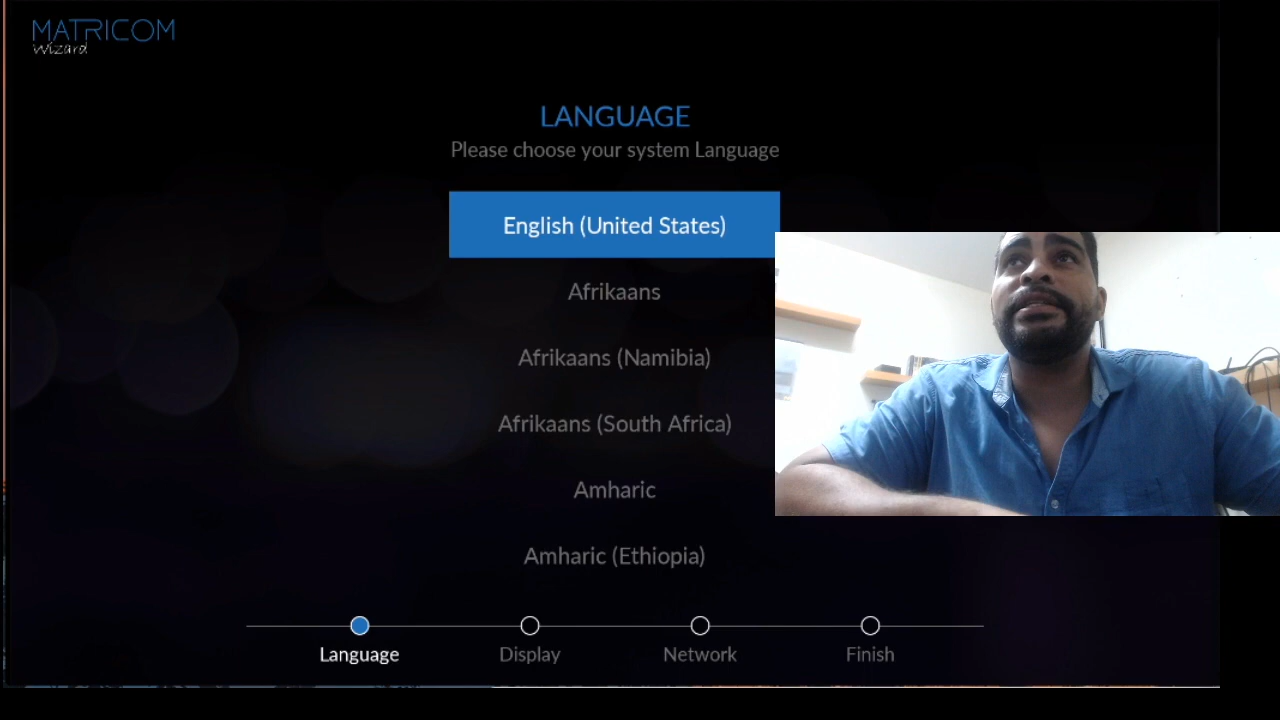 MATRICOM
Wizard
LANGUAGE
Please choose your system Language
English (United States)
Afrikaans
Afrikaans (Namibia)
Afrikaans (South Africa)
Amharic
Amharic (Ethiopia)
Language Display Network Finish